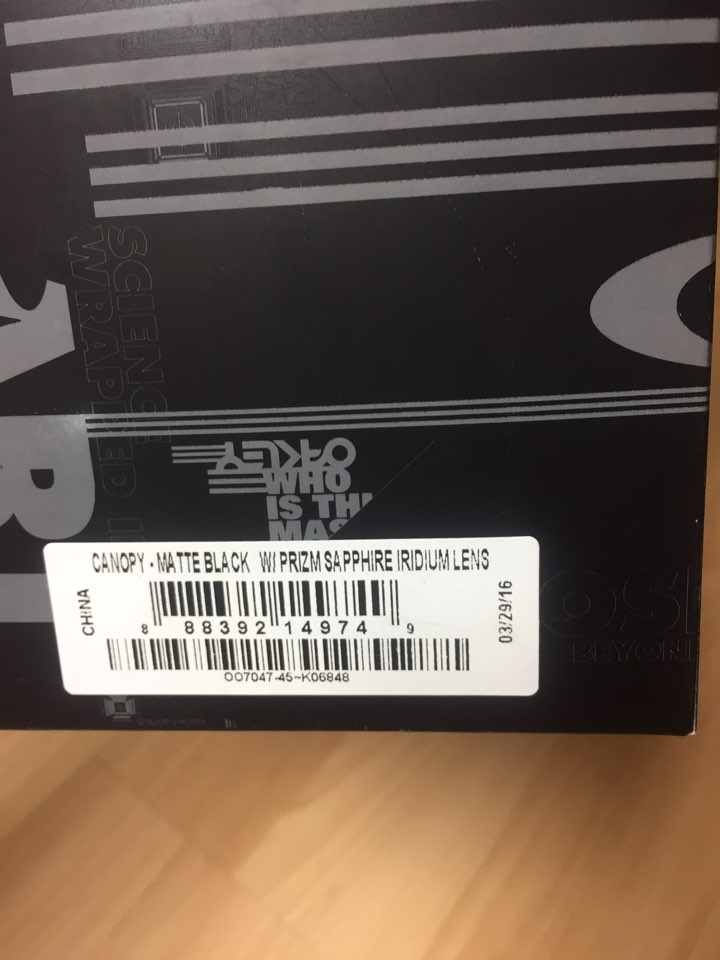 SCIENCE
WRAPPED I
OAKLEY
WHO
IS TH
MAS
OSI
BEYON
CANOPY - MATTE BLACK W/ PRIZM SAPPHIRE IRIDIUM LENS
CHINA
8 88392 14974 9
03/29/16
OO7047-45~K06848